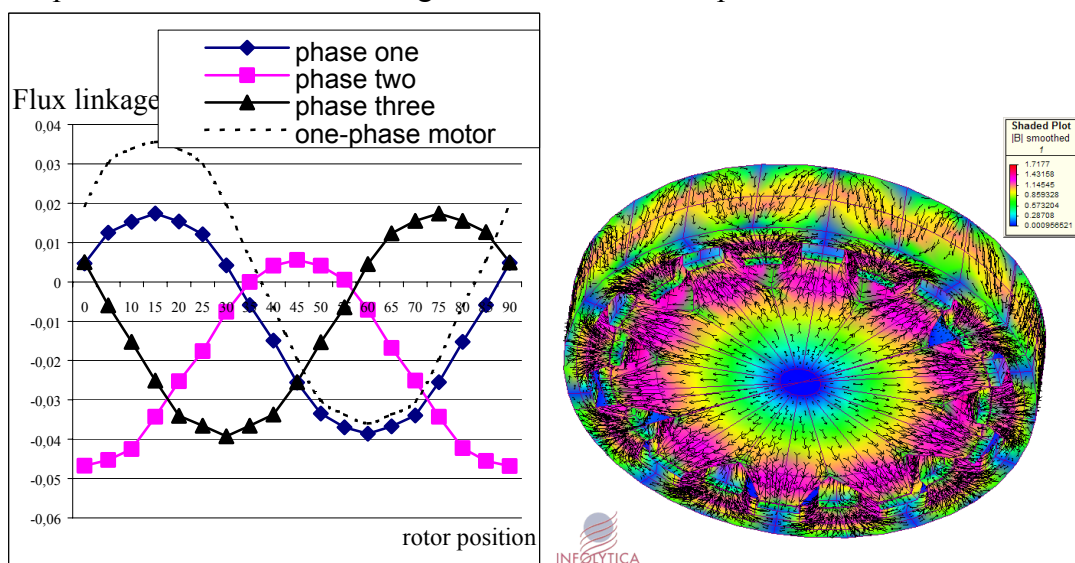 phase one
phase two
phase three
one-phase motor
Flux linkage
0,04
0,03
0,02
0,01
0
-0,01
-0,02
-0,03
-0,04
-0,05
-0,06
0 5 10 15 20 25 30 35 40 45 50 55 60 65 70 75 80 85 90
rotor position
Shaded Plot
|B| smoothed
1
1.7177
1.43158
1.14545
0.859328
0.573204
0.28708
0.000956521
INFOLYTICA